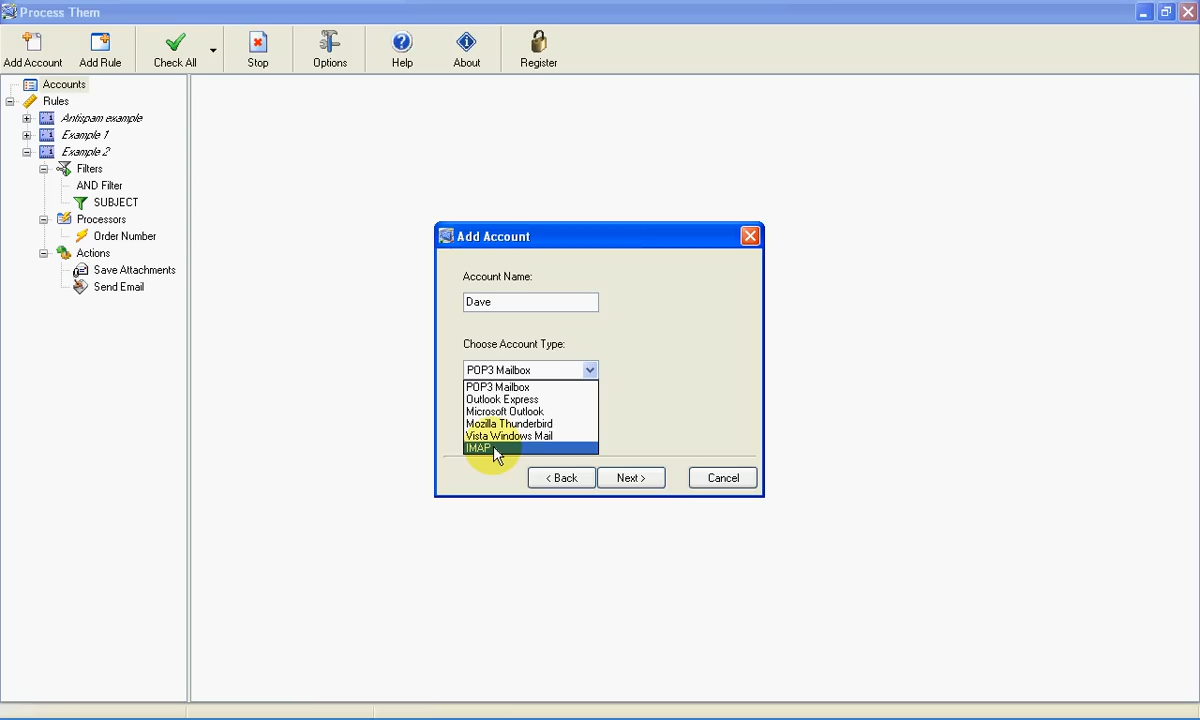 Process Them
Add Account
Add Rule
Check All
Stop
Options
Help
About
Register
Accounts
Rules
Antispam example
Example 1
Example 2
Filters
AND Filter
SUBJECT
Processors
Order Number
Actions
Save Attachments
Send Email
Add Account
Account Name:
Dave
Choose Account Type:
POP3 Mailbox
POP3 Mailbox
Outlook Express
Microsoft Outlook
Mozilla Thunderbird
Vista Windows Mail
IMAP
< Back
Next >
Cancel